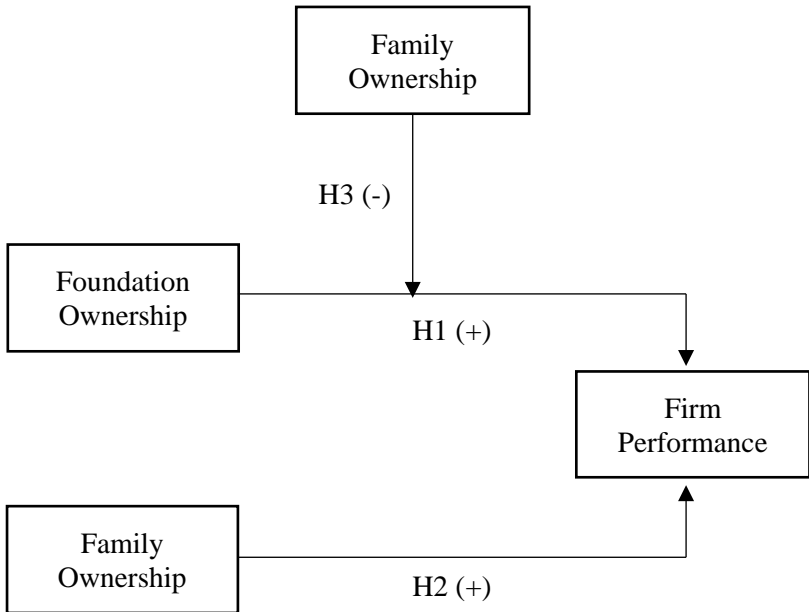 Family
Ownership
H3 (-)
Foundation
Ownership
H1 (+)
Firm
Performance
Family
Ownership
H2 (+)